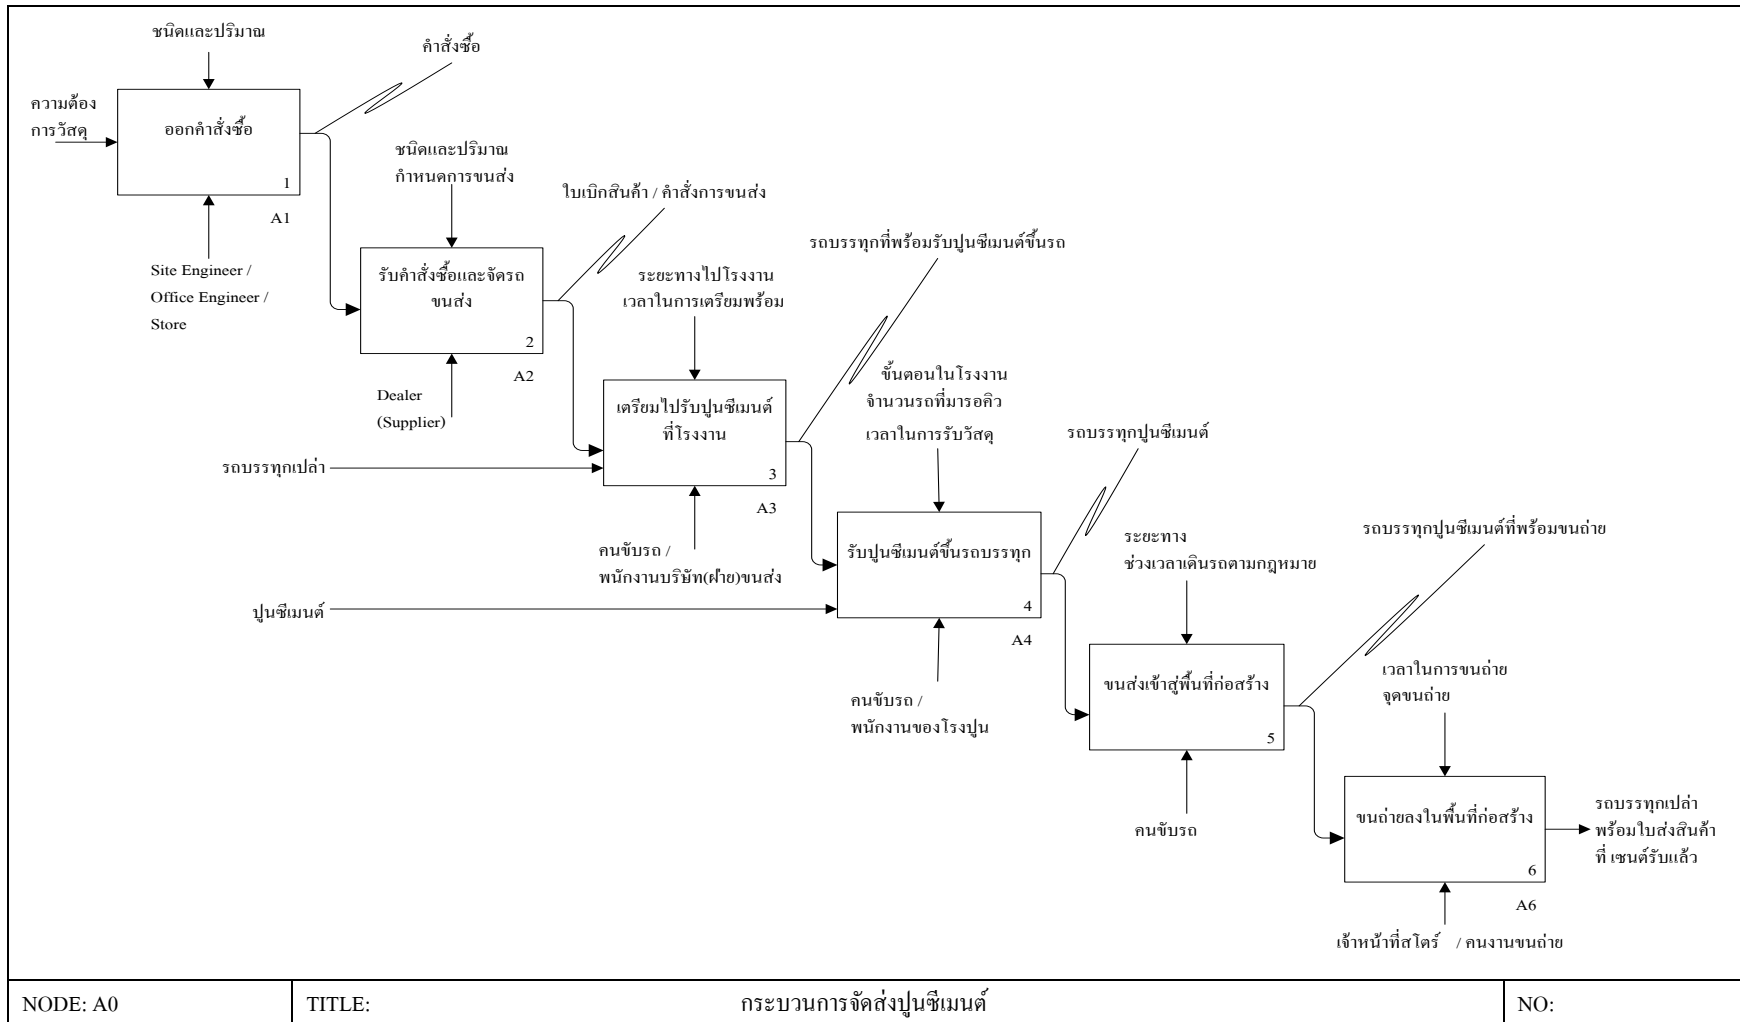 ชนิดและปริมาณ
คำสั่งซื้อ
ความต้อง
การวัสดุ
ออกคำสั่งซื้อ
1
A1
Site Engineer /
Office Engineer /
Store
ชนิดและปริมาณ
กำหนดการขนส่ง
ใบเบิกสินค้า / คำสั่งการขนส่ง
รับคำสั่งซื้อและจัดรถ
ขนส่ง
2
A2
Dealer
(Supplier)
ระยะทางไปโรงงาน
เวลาในการเตรียมพร้อม
รถบรรทุกที่พร้อมรับปูนซีเมนต์ขึ้นรถ
เตรียมไปรับปูนซีเมนต์
ที่โรงงาน
3
A3
รถบรรทุกเปล่า
คนขับรถ /
พนักงานบริษัท(ฝ่าย)ขนส่ง
ขั้นตอนในโรงงาน
จำนวนรถที่มารอคิว
เวลาในการรับวัสดุ
รถบรรทุกปูนซีเมนต์
รับปูนซีเมนต์ขึ้นรถบรรทุก
4
A4
ปูนซีเมนต์
คนขับรถ /
พนักงานของโรงปูน
ระยะทาง
ช่วงเวลาเดินรถตามกฎหมาย
รถบรรทุกปูนซีเมนต์ที่พร้อมขนถ่าย
ขนส่งเข้าสู่พื้นที่ก่อสร้าง
5
คนขับรถ
เวลาในการขนถ่าย
จุดขนถ่าย
ขนถ่ายลงในพื้นที่ก่อสร้าง
6
A6
รถบรรทุกเปล่า
พร้อมใบส่งสินค้า
ที่ เซนต์รับแล้ว
เจ้าหน้าที่สโตร์ / คนงานขนถ่าย
NODE: A0
TITLE:
กระบวนการจัดส่งปูนซีเมนต์
NO: